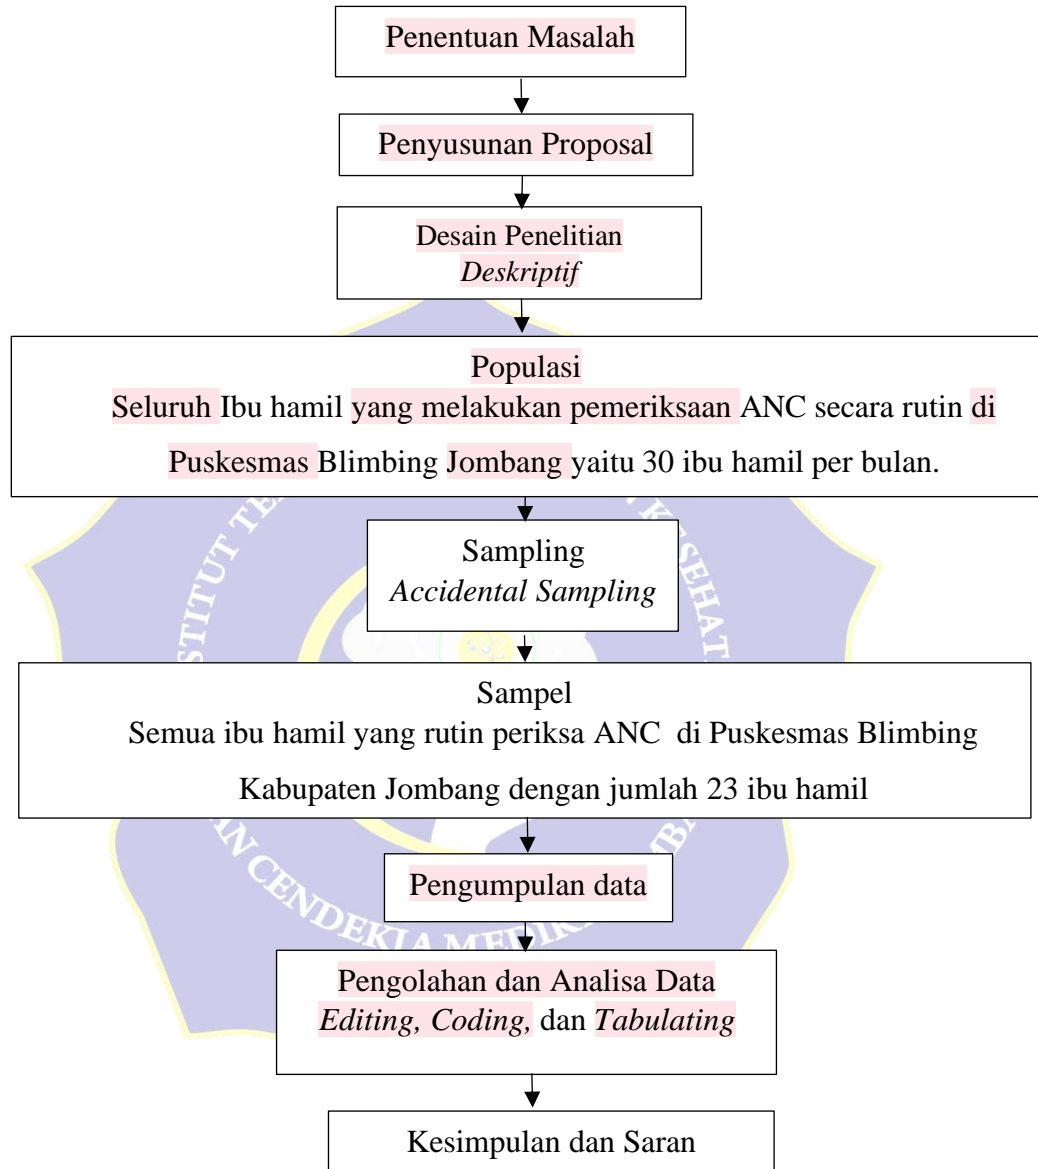 Penentuan Masalah
Penyusunan Proposal
Desain Penelitian
Deskriptif
Populasi
Seluruh Ibu hamil yang melakukan pemeriksaan ANC secara rutin di
Puskesmas Blimbing Jombang yaitu 30 ibu hamil per bulan.
Sampling
Accidental Sampling
Sampel
Semua ibu hamil yang rutin periksa ANC  di Puskesmas Blimbing
Kabupaten Jombang dengan jumlah 23 ibu hamil
Pengumpulan data
Pengolahan dan Analisa Data
Editing, Coding, dan Tabulating
Kesimpulan dan Saran
CENDEKIA